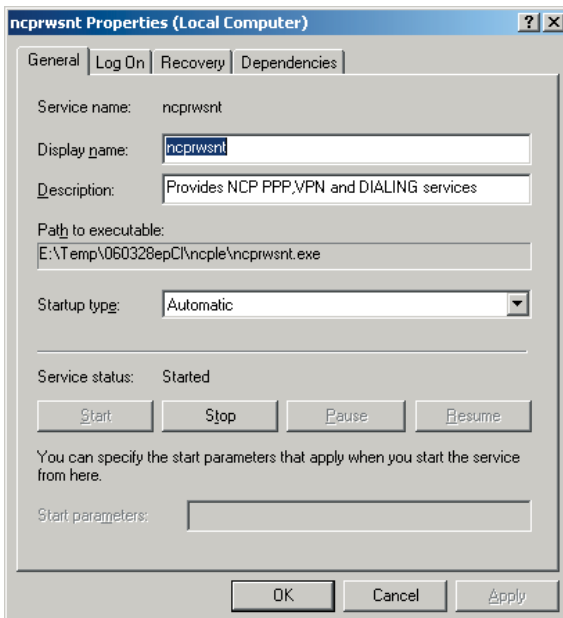 ncprwsnt Properties (Local Computer)
General Log On Recovery Dependencies
Service name: ncprwsnt
Display name: ncprwsnt
Description: Provides NCP PPP,VPN and DIALING services
Path to executable:
E:\Temp\060328epCl\ncple\ncprwsnt.exe
Startup type: Automatic
Service status: Started
Start Stop Pause Resume
You can specify the start parameters that apply when you start the service
from here.
Start parameters:
OK Cancel Apply